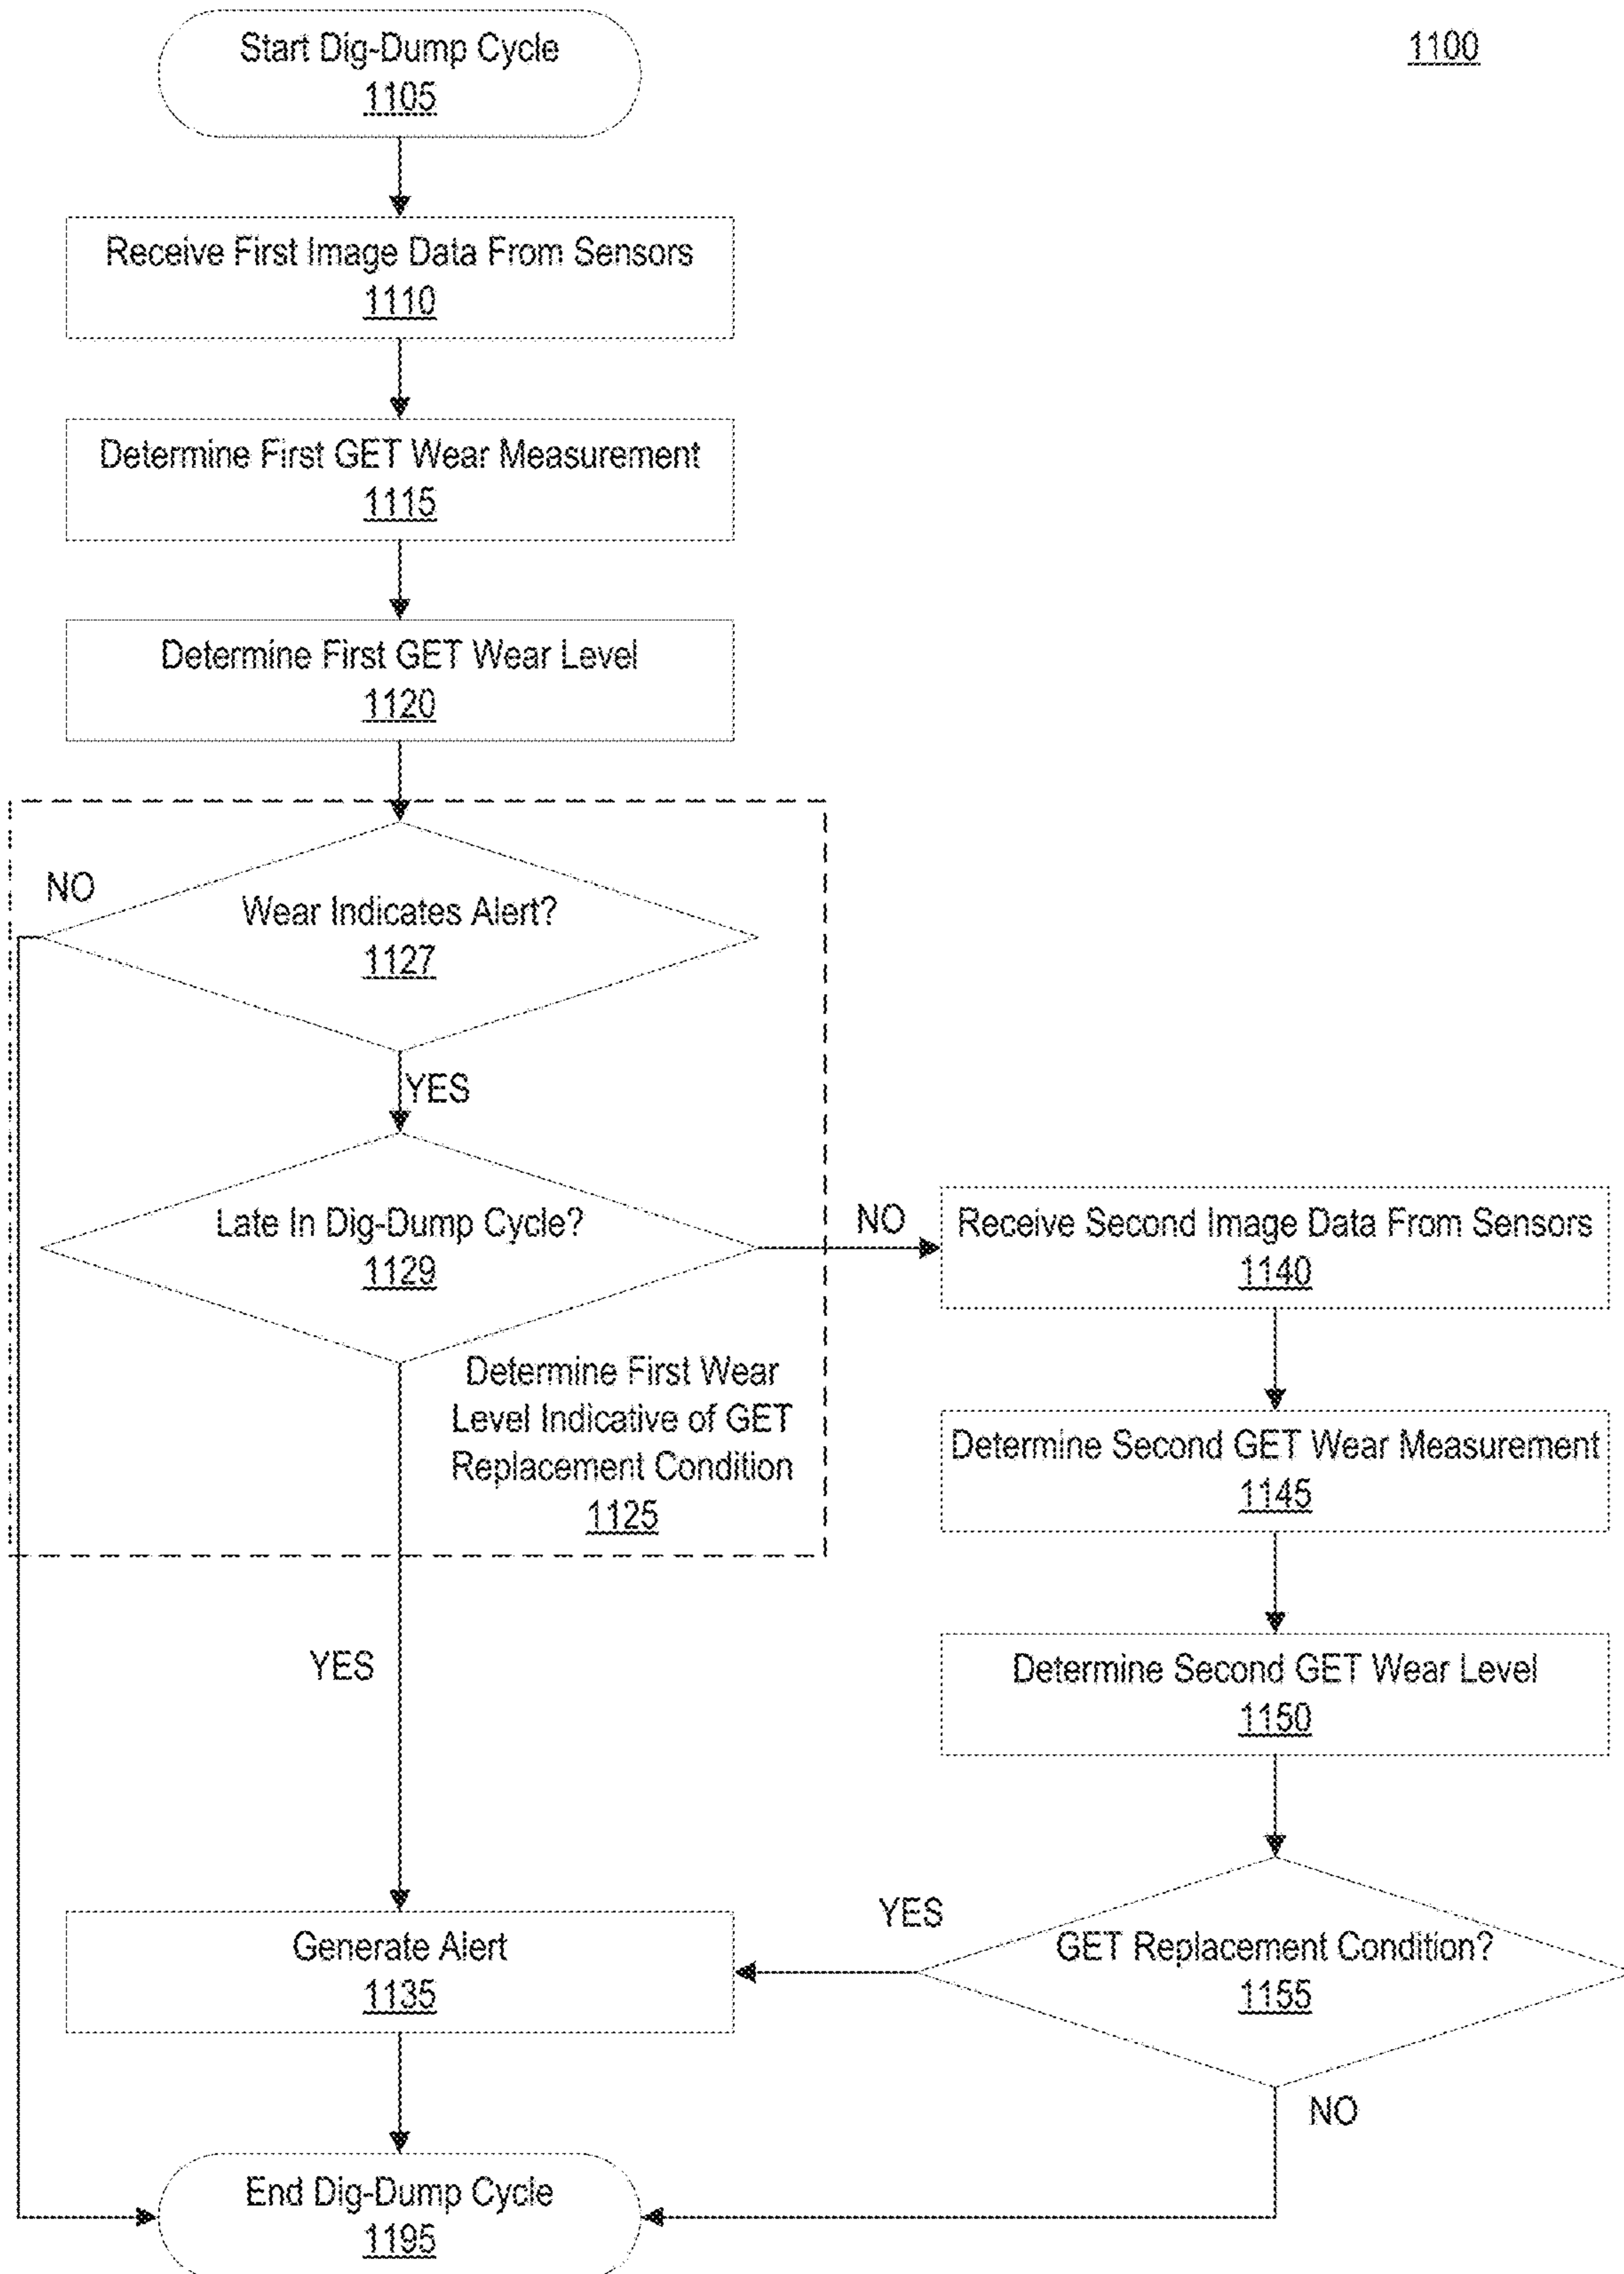 1100
Start Dig-Dump Cycle
1105
Receive First Image Data From Sensors
1110
Determine First GET Wear Measurement
1115
Determine First GET Wear Level
1120
NO
Wear Indicates Alert?
1127
YES
Late In Dig-Dump Cycle?
1129
NO
Determine First Wear
Level Indicative of GET
Replacement Condition
1125
YES
Receive Second Image Data From Sensors
1140
Determine Second GET Wear Measurement
1145
Determine Second GET Wear Level
1150
GET Replacement Condition?
1155
YES
NO
Generate Alert
1135
End Dig-Dump Cycle
1195